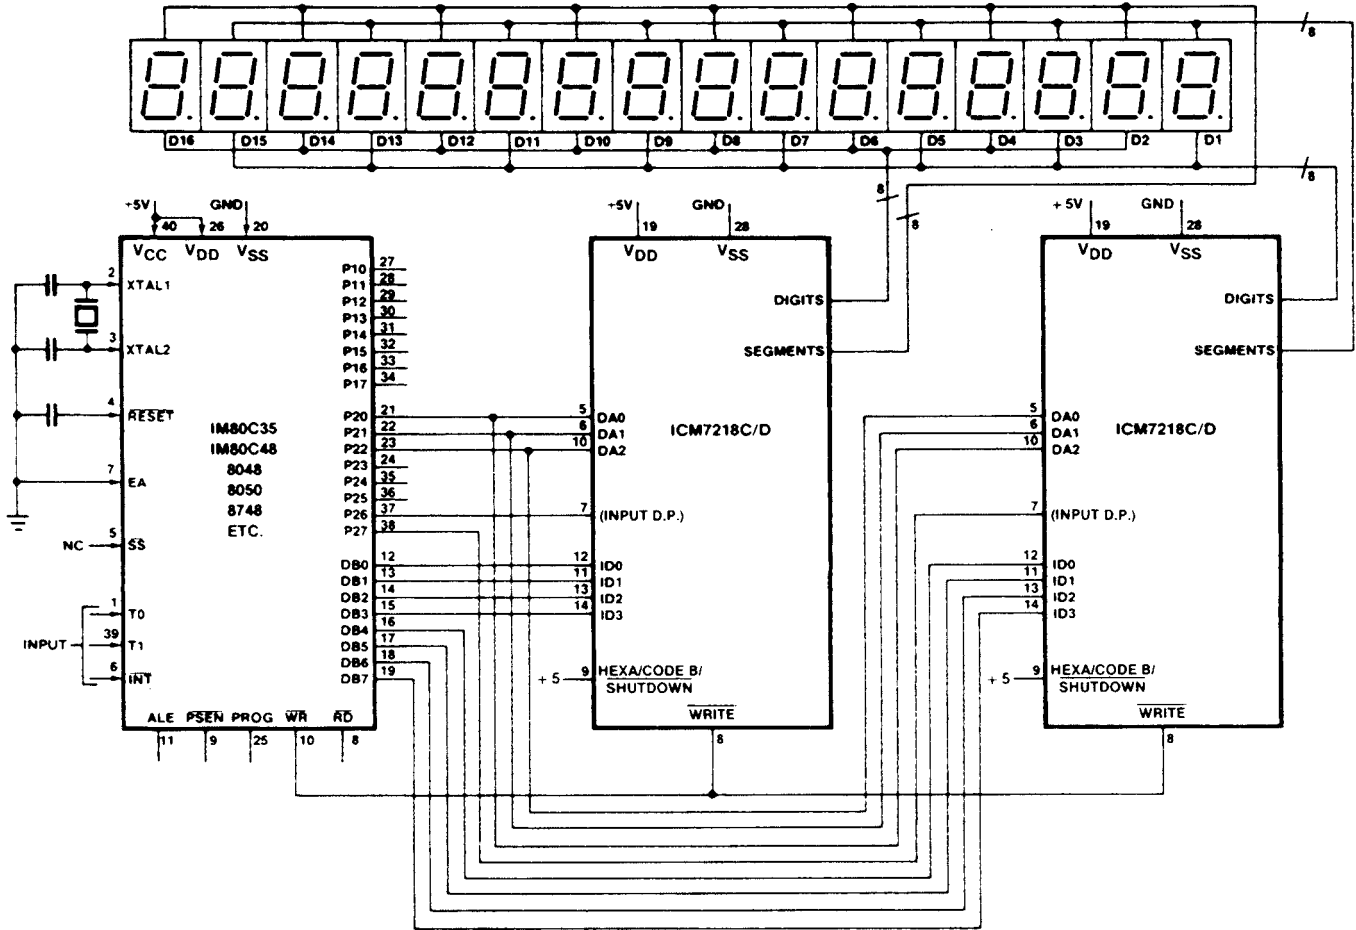 8
D16 D15 D14 D13 D12 D11 D10 D9 D8 D7 D6 D5 D4 D3 D2 D1
8
8
8
+5V GND
40 26 20
VCC VDD VSS
2 XTAL1
3 XTAL2
4 RESET
7 EA
NC 5 SS
INPUT
1 T0
39 T1
6 INT
IM80C35
IM80C48
8048
8050
8748
ETC.
P10 27
P11 28
P12 29
P13 30
P14 31
P15 32
P16 33
P17 34
P20 21
P21 22
P22 23
P23 24
P24 35
P25 36
P26 37
P27 38
DB0 12
DB1 13
DB2 14
DB3 15
DB4 16
DB5 17
DB6 18
DB7 19
ALE PSEN PROG WR RD
11 9 25 10 8
+5V GND
19 28
VDD VSS
DIGITS
SEGMENTS
ICM7218C/D
5 DA0
6 DA1
10 DA2
7 (INPUT D.P.)
12 ID0
11 ID1
13 ID2
14 ID3
+ 5 9 HEXA/CODE B/
SHUTDOWN
WRITE
8
+ 5V GND
19 28
VDD VSS
DIGITS
SEGMENTS
ICM7218C/D
5 DA0
6 DA1
10 DA2
7 (INPUT D.P.)
12 ID0
11 ID1
13 ID2
14 ID3
+ 5 9 HEXA/CODE B/
SHUTDOWN
WRITE
8